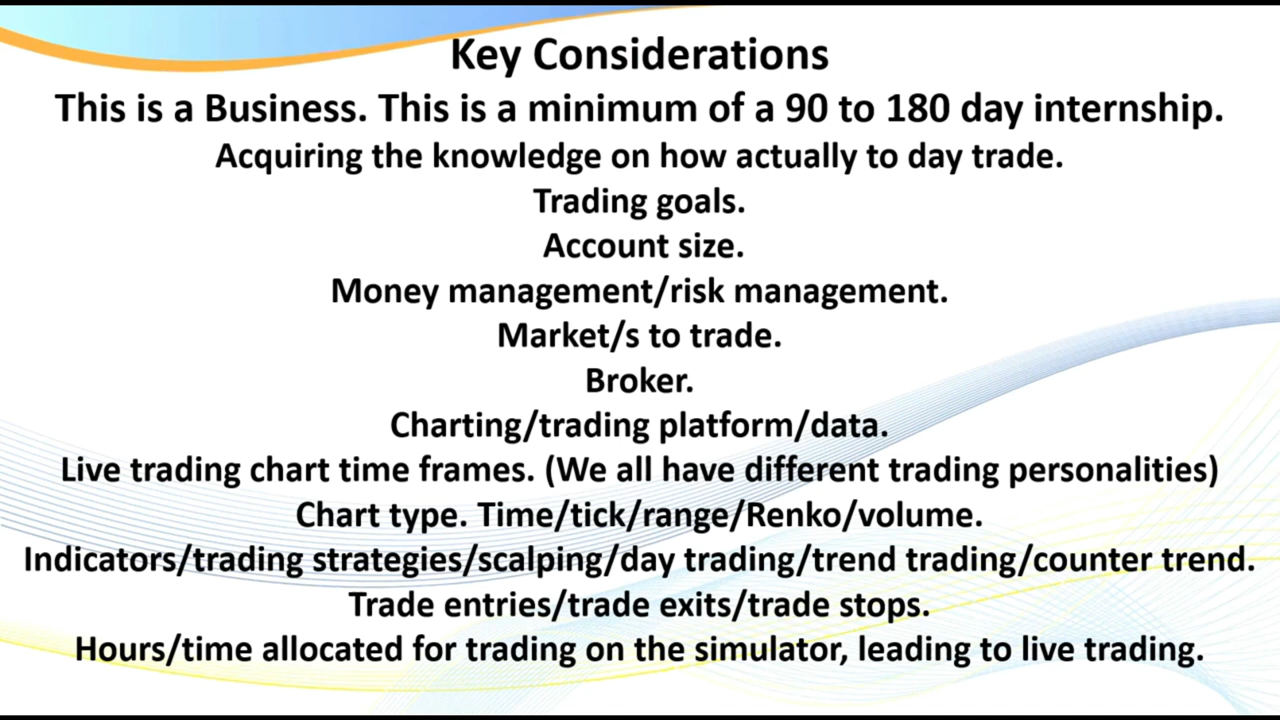 Key Considerations
This is a Business. This is a minimum of a 90 to 180 day internship.
Acquiring the knowledge on how actually to day trade.
Trading goals.
Account size.
Money management/risk management.
Market/s to trade.
Broker.
Charting/trading platform/data.
Live trading chart time frames. (We all have different trading personalities)
Chart type. Time/tick/range/Renko/volume.
Indicators/trading strategies/scalping/day trading/trend trading/counter trend.
Trade entries/trade exits/trade stops.
Hours/time allocated for trading on the simulator, leading to live trading.